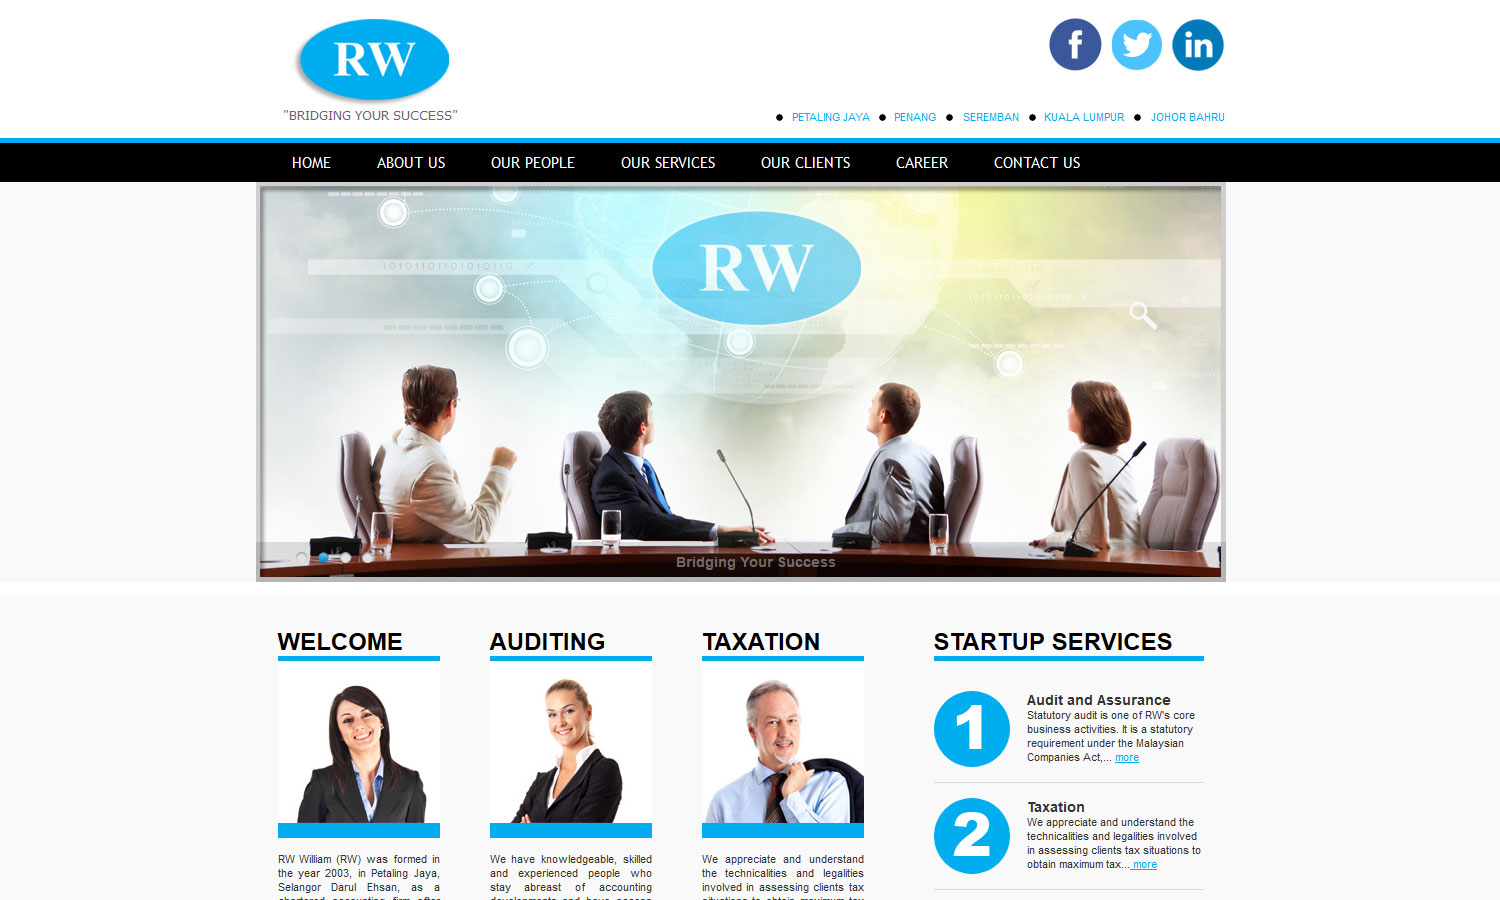 RW
"BRIDGING YOUR SUCCESS"
f in
PETALING JAYA PENANG SEREMBAN KUALA LUMPUR JOHOR BAHRU
HOME ABOUT US OUR PEOPLE OUR SERVICES OUR CLIENTS CAREER CONTACT US
RW
Bridging Your Success
WELCOME
RW William (RW) was formed in
the year 2003, in Petaling Jaya,
Selangor Darul Ehsan, as a
AUDITING
We have knowledgeable, skilled
and experienced people who
stay abreast of accounting
TAXATION
We appreciate and understand
the technicalities and legalities
involved in assessing clients tax
STARTUP SERVICES
1
Audit and Assurance
Statutory audit is one of RW's core
business activities. It is a statutory
requirement under the Malaysian
Companies Act,... more
2
Taxation
We appreciate and understand the
technicalities and legalities involved
in assessing clients tax situations to
obtain maximum tax... more